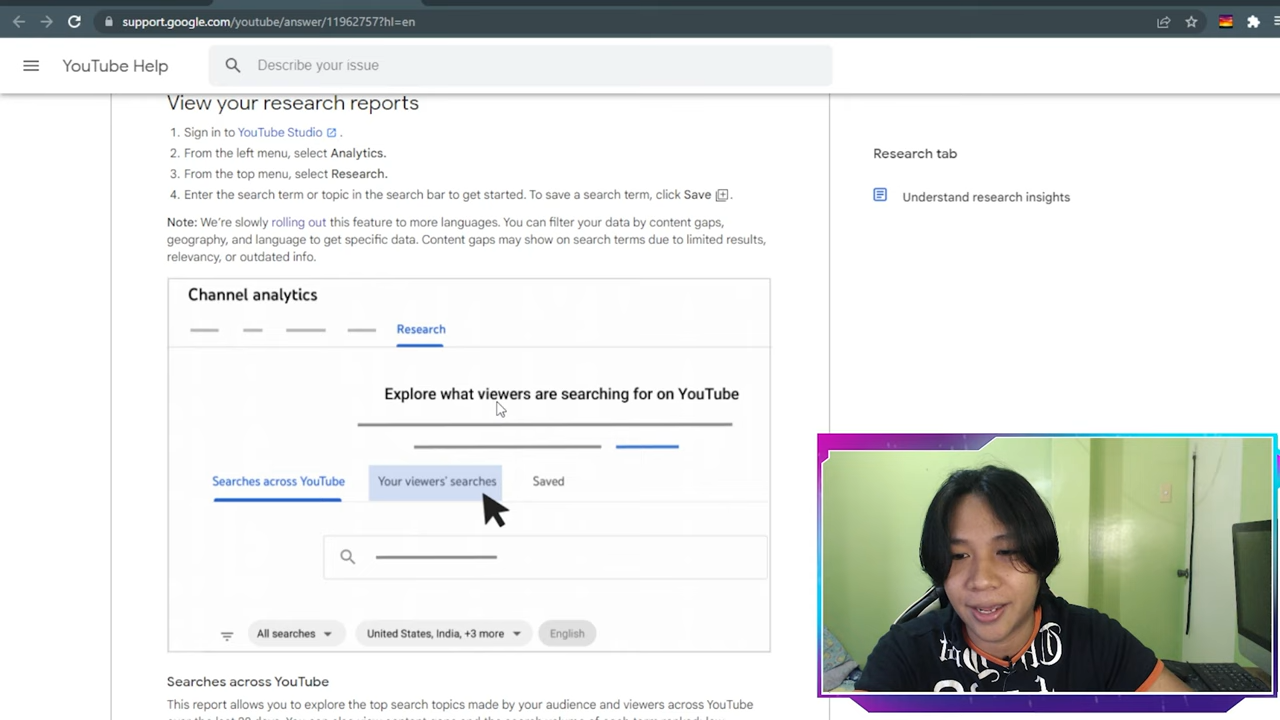 support.google.com/youtube/answer/11962757?hl=en
YouTube Help
Describe your issue
View your research reports
1. Sign in to YouTube Studio .
2. From the left menu, select Analytics.
3. From the top menu, select Research.
4. Enter the search term or topic in the search bar to get started. To save a search term, click Save .
Note: We're slowly rolling out this feature to more languages. You can filter your data by content gaps,
geography, and language to get specific data. Content gaps may show on search terms due to limited results,
relevancy, or outdated info.
Channel analytics
Research
Explore what viewers are searching for on YouTube
Searches across YouTube
Your viewers' searches
Saved
All searches
United States, India, +3 more
English
Searches across YouTube
This report allows you to explore the top search topics made by your audience and viewers across YouTube
Research tab
Understand research insights